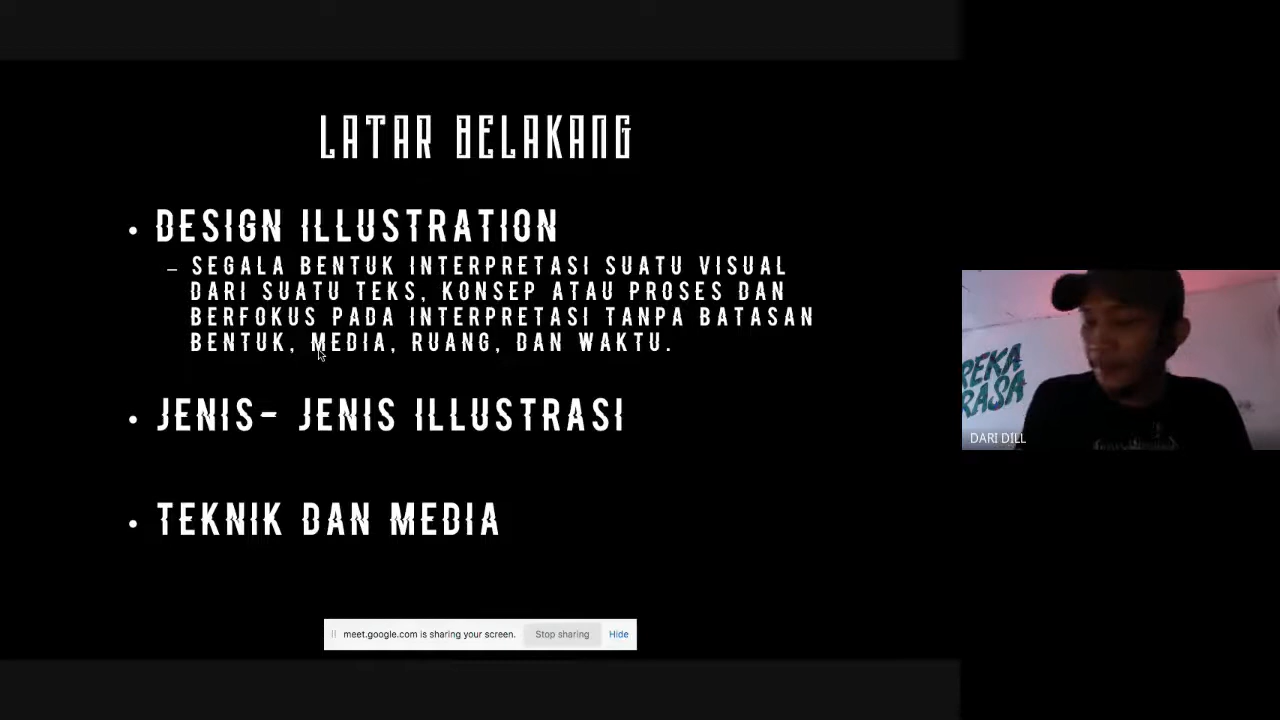 LATAR BELAKANG
• DESIGN ILLUSTRATION
– SEGALA BENTUK INTERPRETASI SUATU VISUAL
DARI SUATU TEKS, KONSEP ATAU PROSES DAN
BERFOKUS PADA INTERPRETASI TANPA BATASAN
BENTUK, MEDIA, RUANG, DAN WAKTU.
• JENIS- JENIS ILLUSTRASI
• TEKNIK DAN MEDIA
meet.google.com is sharing your screen. Stop sharing Hide
REKA
RASA
DARI DILL